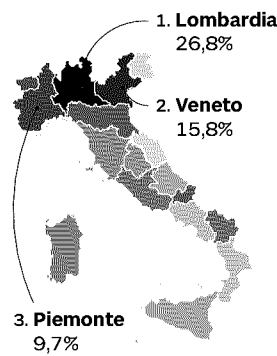 1. Lombardia
26,8%
2. Veneto
15,8%
3. Piemonte
9,7%